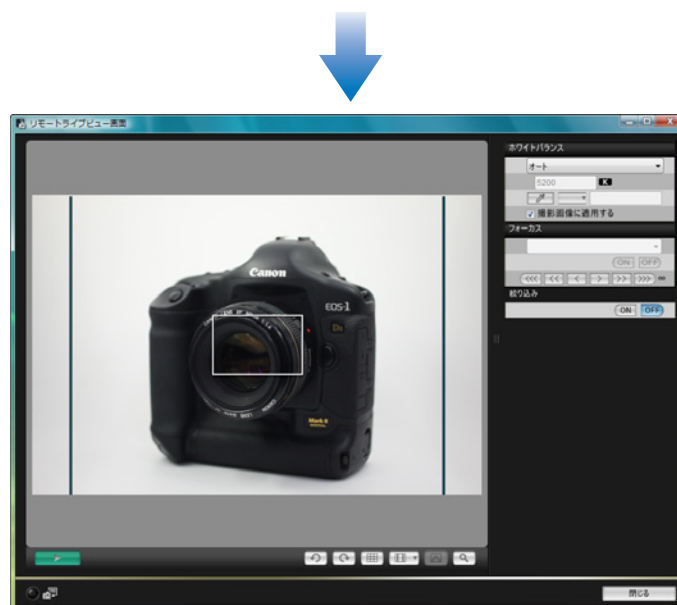 リモートライブビュー画面
ホワイトバランス
オート
5200 K
撮影画像に適用する
フォーカス
ON OFF
∞
絞り込み
ON OFF
Canon
EOS-1
Ds
Mark II
閉じる